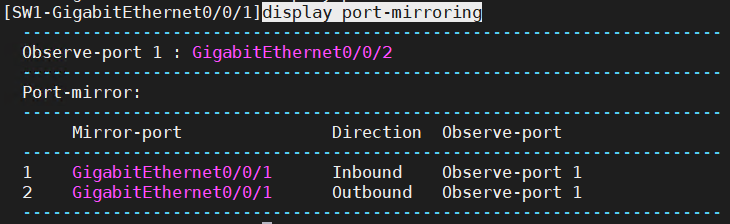 [SW1-GigabitEthernet0/0/1]display port-mirroring
----------------------------------------------------------------------
Observe-port 1 : GigabitEthernet0/0/2
----------------------------------------------------------------------
Port-mirror:
----------------------------------------------------------------------
Mirror-port Direction Observe-port
----------------------------------------------------------------------
1 GigabitEthernet0/0/1 Inbound Observe-port 1
2 GigabitEthernet0/0/1 Outbound Observe-port 1
----------------------------------------------------------------------